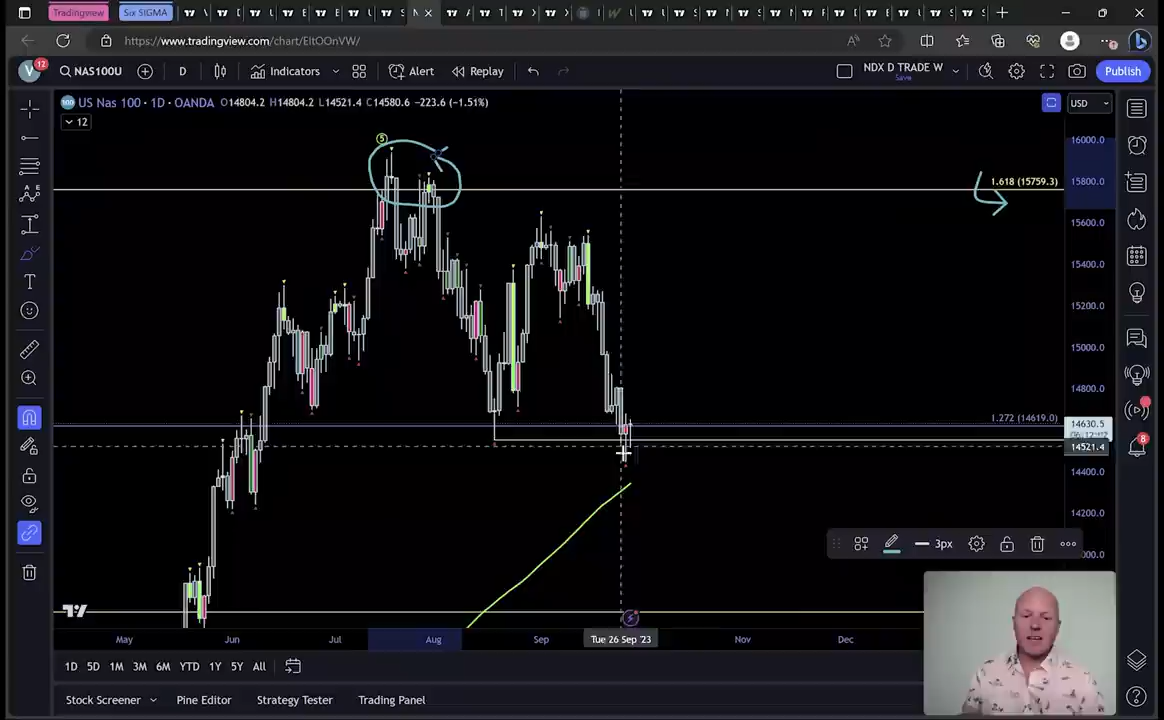 Tradingview
Six SIGMA
https://www.tradingview.com/chart/EltOOnVW/
V
12
NAS100U
D
Indicators
Alert
Replay
NDX D TRADE W
Save
Publish
US Nas 100 · 1D · OANDA O14804.2 H14804.2 L14521.4 C14580.6 -223.6 (-1.51%)
USD
12
5
16000.0
1.618 (15759.3)
15800.0
15600.0
15400.0
15200.0
15000.0
14800.0
1.272 (14619.0)
14630.5
14521.4
14400.0
14200.0
8
3px
May
Jun
Jul
Aug
Sep
Tue 26 Sep '23
Nov
Dec
1D 5D 1M 3M 6M YTD 1Y 5Y All
Stock Screener
Pine Editor
Strategy Tester
Trading Panel